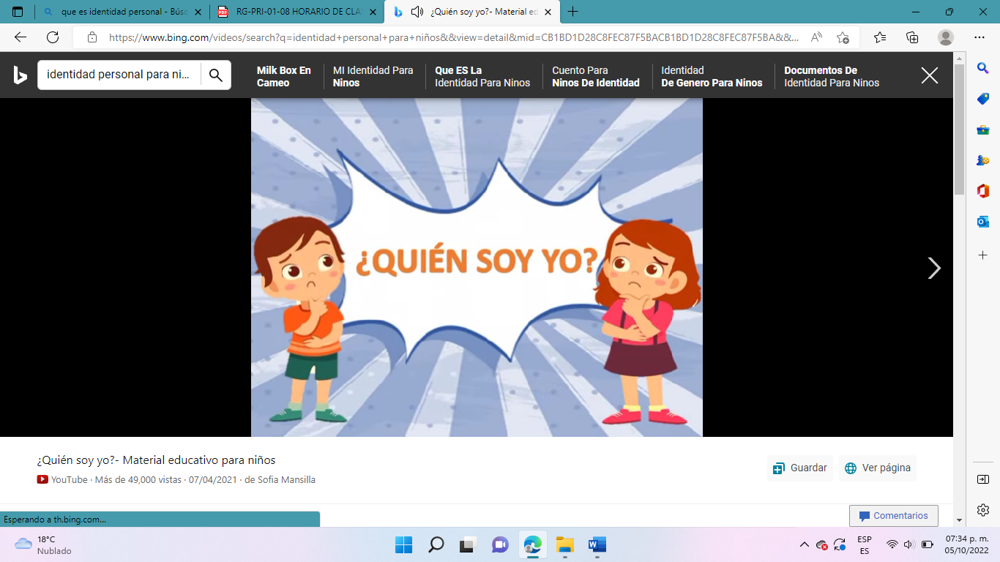 que es identidad personal - Búsq
RG-PRI-01-08 HORARIO DE CLAS
¿Quién soy yo?- Material ed
https://www.bing.com/videos/search?q=identidad+personal+para+niños&&view=detail&mid=CB1BD1D28C8FEC87F5BACB1BD1D28C8FEC87F5BA&&...
identidad personal para ni...
Milk Box En
Cameo
MI Identidad Para
Ninos
Que ES La
Identidad Para Ninos
Cuento Para
Ninos De Identidad
Identidad
De Genero Para Ninos
Documentos De
Identidad Para Ninos
¿QUIÉN SOY YO?
¿Quién soy yo?- Material educativo para niños
YouTube · Más de 49,000 vistas · 07/04/2021 · de Sofia Mansilla
Guardar
Ver página
Comentarios
Esperando a th.bing.com...
18°C
Nublado
ESP
ES
07:34 p. m.
05/10/2022